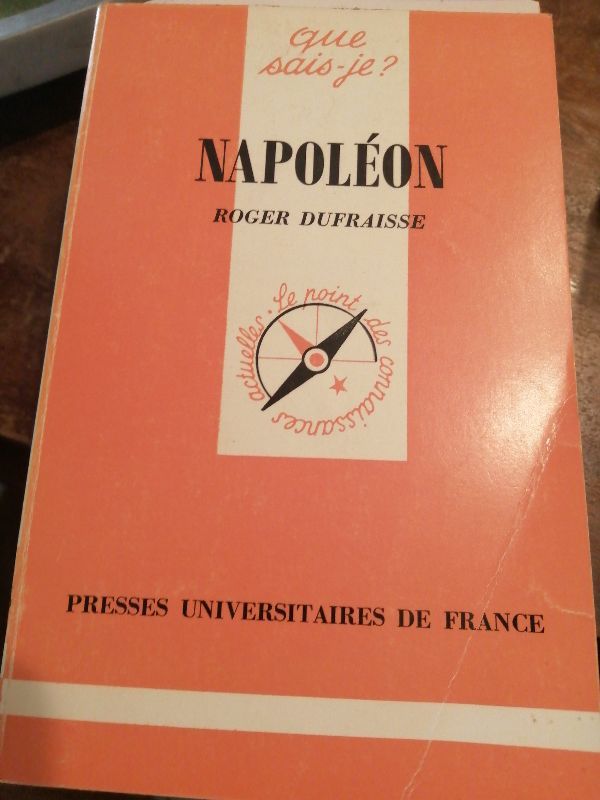 que
sais-je?
NAPOLÉON
ROGER DUFRAISSE
Le point des connaissances actuelles.
PRESSES UNIVERSITAIRES DE FRANCE